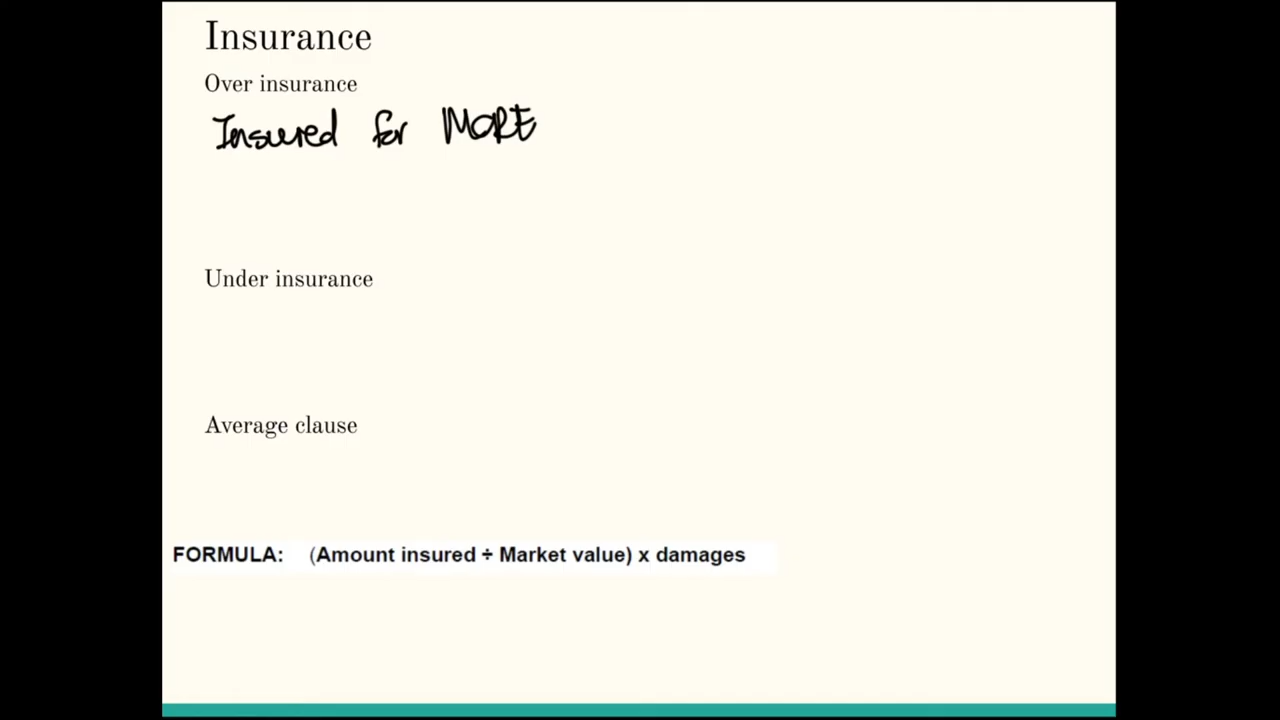 Insurance
Over insurance
Insured for MORE
Under insurance
Average clause
FORMULA: (Amount insured ÷ Market value) x damages